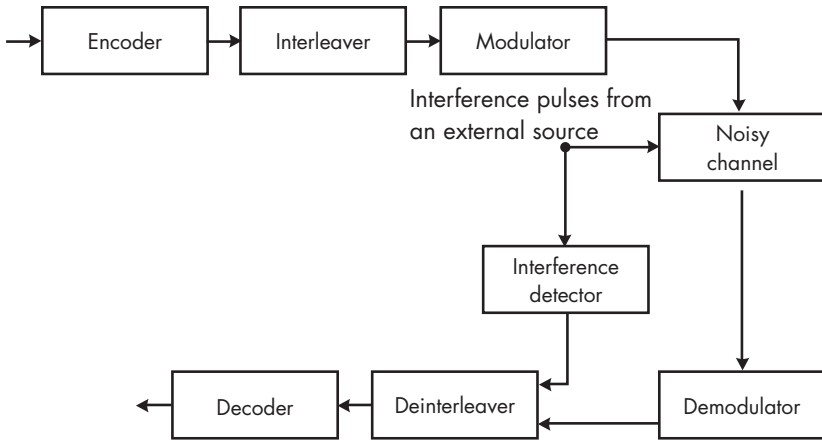 Encoder
Interleaver
Modulator
Interference pulses from
an external source
Noisy
channel
Interference
detector
Decoder
Deinterleaver
Demodulator